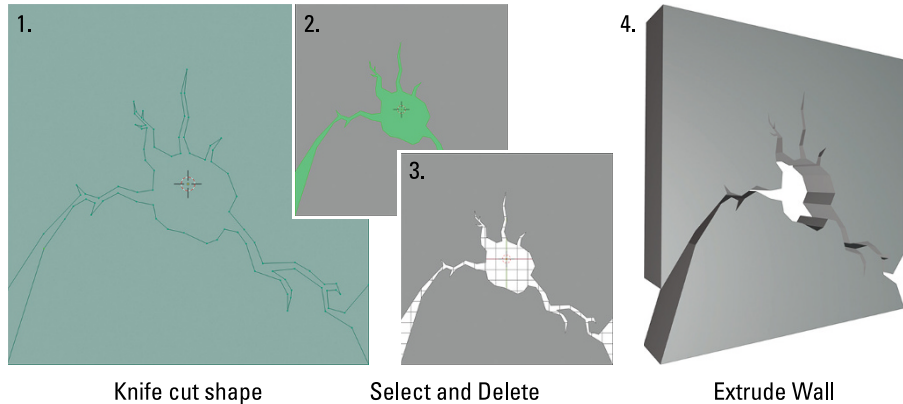 1.
2.
3.
4.
Knife cut shape
Select and Delete
Extrude Wall